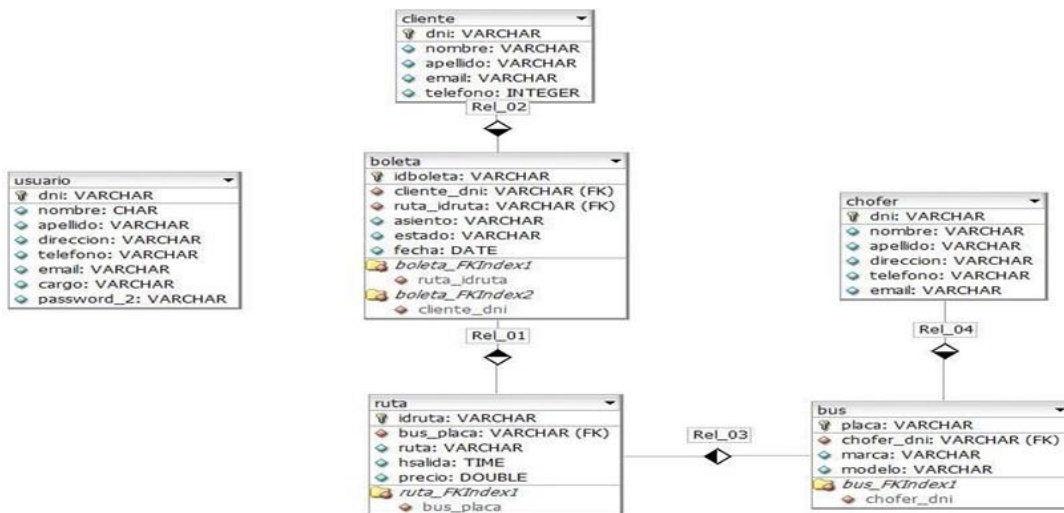 cliente
dni: VARCHAR
nombre: VARCHAR
apellido: VARCHAR
email: VARCHAR
telefono: INTEGER
Rel_02
boleta
idboleta: VARCHAR
cliente_dni: VARCHAR (FK)
ruta_idruta: VARCHAR (FK)
asiento: VARCHAR
estado: VARCHAR
fecha: DATE
boleta_FKIndex1
ruta_idruta
boleta_FKIndex2
cliente_dni
usuario
dni: VARCHAR
nombre: CHAR
apellido: VARCHAR
direccion: VARCHAR
telefono: VARCHAR
email: VARCHAR
cargo: VARCHAR
password_2: VARCHAR
chofer
dni: VARCHAR
nombre: VARCHAR
apellido: VARCHAR
direccion: VARCHAR
telefono: VARCHAR
email: VARCHAR
Rel_01
Rel_04
ruta
idruta: VARCHAR
bus_placa: VARCHAR (FK)
ruta: VARCHAR
hsalida: TIME
precio: DOUBLE
ruta_FKIndex1
bus_placa
Rel_03
bus
placa: VARCHAR
chofer_dni: VARCHAR (FK)
marca: VARCHAR
modelo: VARCHAR
bus_FKIndex1
chofer_dni